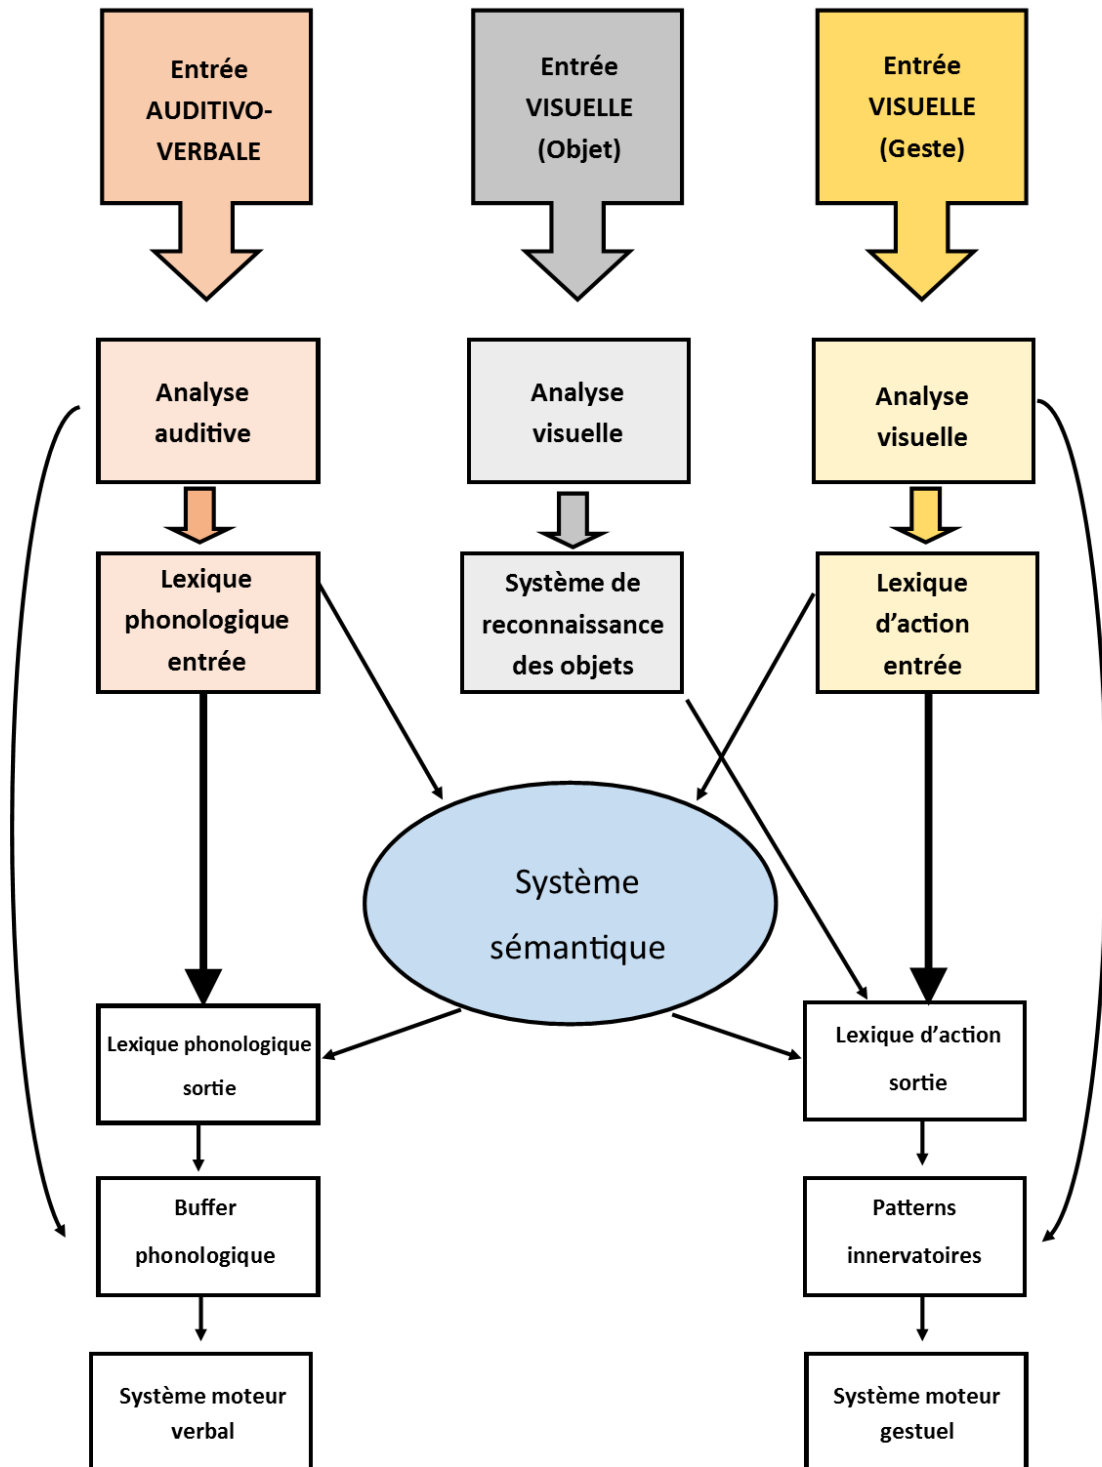 Entrée
AUDITIVO-
VERBALE
Entrée
VISUELLE
(Objet)
Entrée
VISUELLE
(Geste)
Analyse
auditive
Analyse
visuelle
Analyse
visuelle
Lexique
phonologique
entrée
Système de
reconnaissance
des objets
Lexique
d’action
entrée
Système
sémantique
Lexique phonologique
sortie
Lexique d’action
sortie
Buffer
phonologique
Patterns
innervatoires
Système moteur
verbal
Système moteur
gestuel